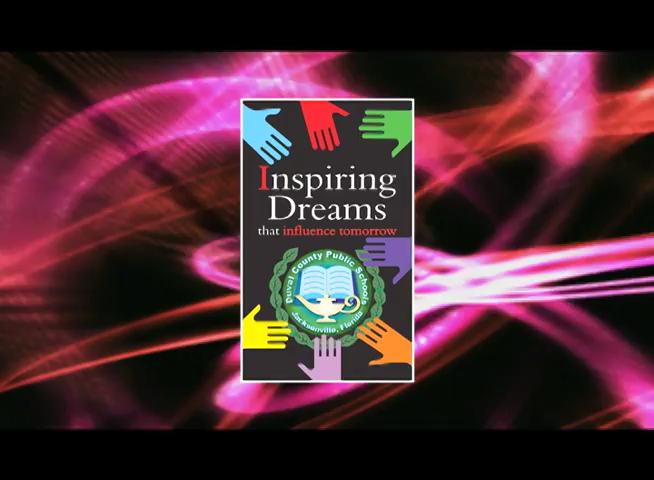 Inspiring
Dreams
that influence tomorrow
Duval County Public Schools
Jacksonville, Florida